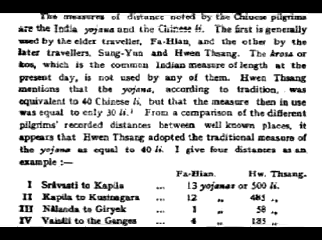 The measures of distance noted by the Chinese pilgrims
are the India yojana and the Chinese li. The first is generally
used by the elder traveller, Fa-Hian, and the other by the
later travellers, Sung-Yun and Hwen Thsang. The krosa or
kos, which is the common Indian measure of length at the
present day, is not used by any of them. Hwen Thsang
mentions that the yojana, according to tradition, was
equivalent to 40 Chinese li, but that the measure then in use
was equal to only 30 li.¹ From a comparison of the different
pilgrims' recorded distances between well known places, it
appears that Hwen Thsang adopted the traditional measure
of the yojana as equal to 40 li. I give four distances as an
example :—
Fa-Hian. Hw. Thsang.
I Srâvasti to Kapila ... 13 yojanas or 500 li.
II Kapila to Kusinagara ... 12 „ 485 „
III Nâlanda to Giryek ... 1 „ 58 „
IV Vaisâli to the Ganges ... 4 „ 135 „